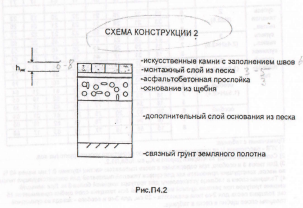 СХЕМА КОНСТРУКЦИИ 2
-искусственные камни с заполнением швов
-монтажный слой из песка
-асфальтобетонная прослойка
-основание из щебня
-дополнительный слой основания из песка
-связный грунт земляного полотна
Рис.П4.2